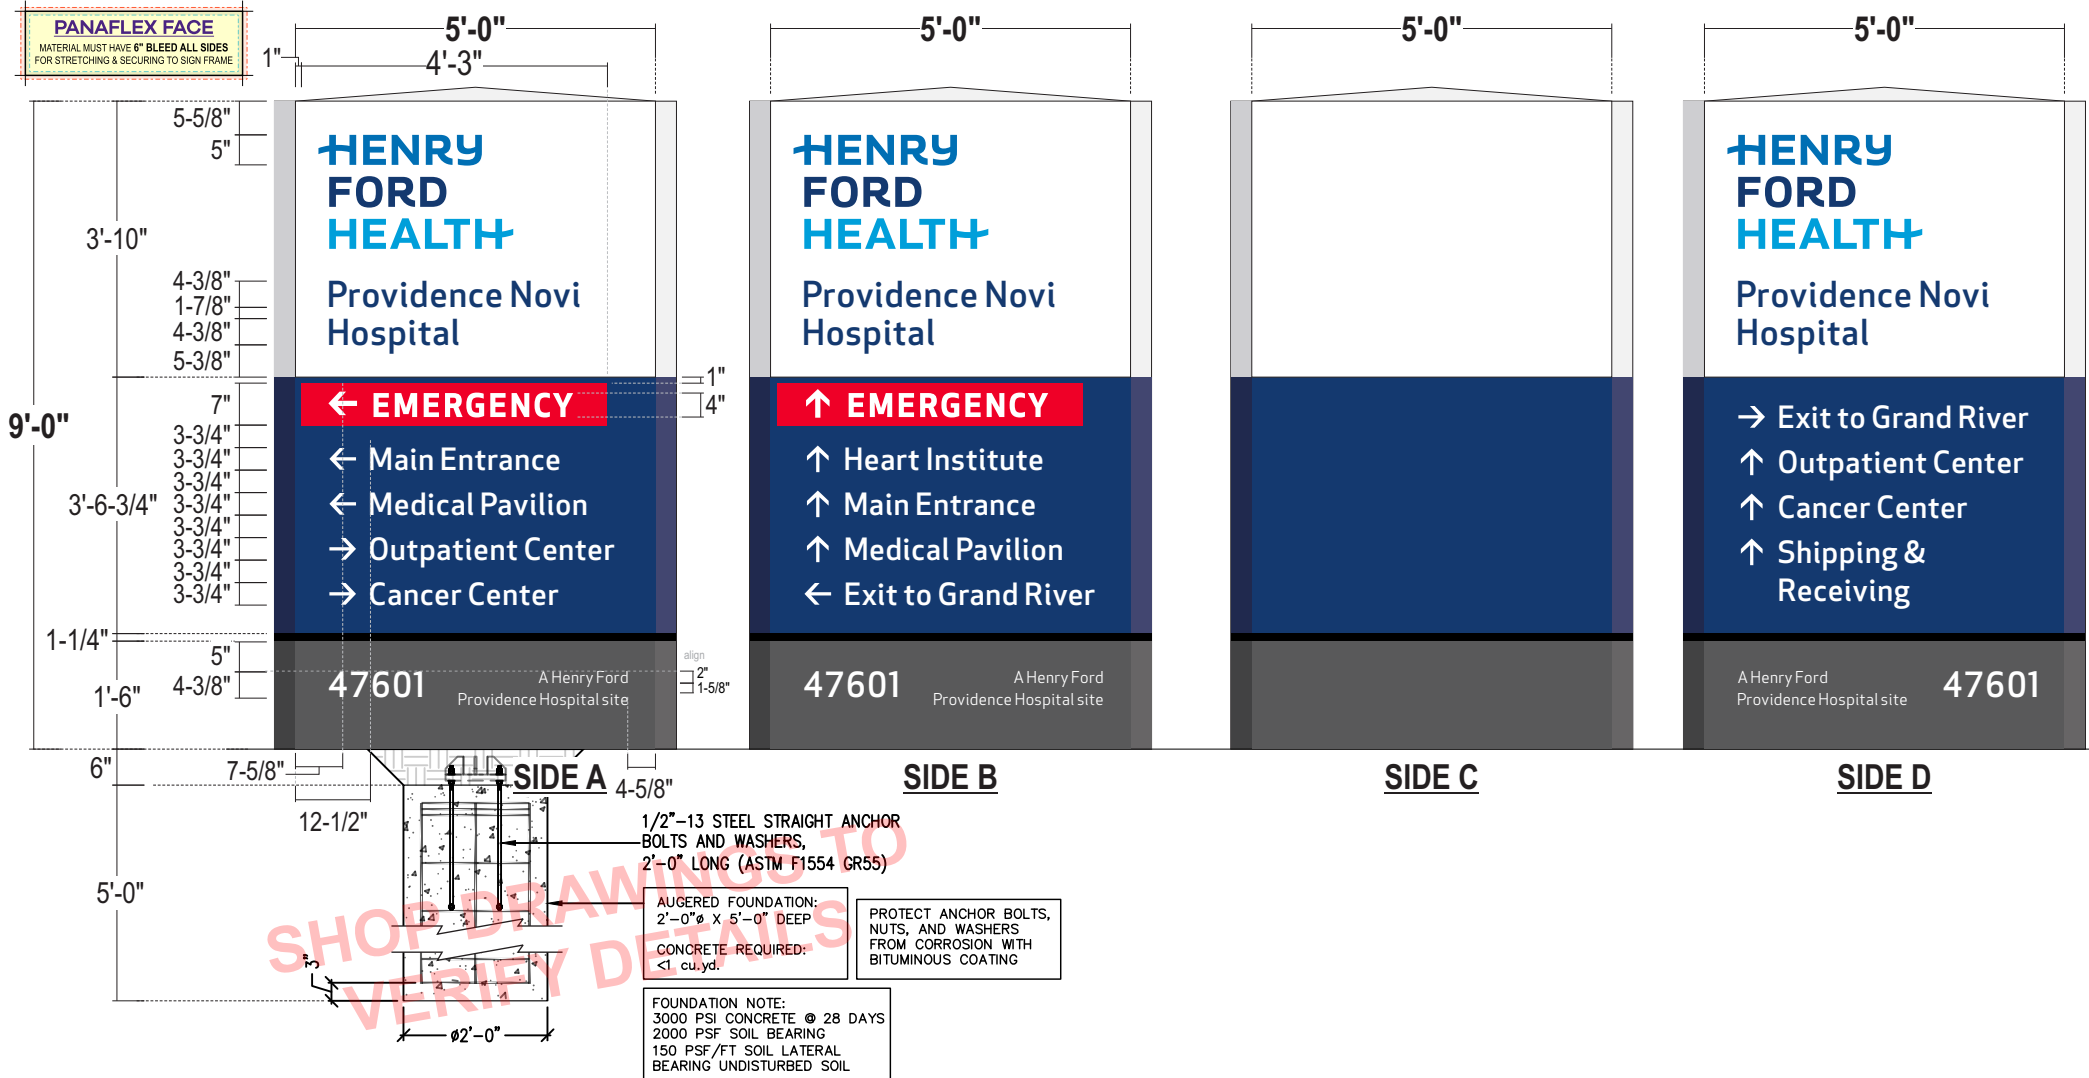 PANAFLEX FACE
MATERIAL MUST HAVE 6" BLEED ALL SIDES
FOR STRETCHING & SECURING TO SIGN FRAME
5'-0"
1"
4'-3"
5'-0"
5'-0"
5'-0"
5-5/8"
5"
3'-10"
4-3/8"
1-7/8"
4-3/8"
5-3/8"
9'-0"
7"
3-3/4"
3-3/4"
3-3/4"
3'-6-3/4"
3-3/4"
3-3/4"
3-3/4"
3-3/4"
3-3/4"
1-1/4"
5"
4-3/8"
1'-6"
6"
5'-0"
HENRY
FORD
HEALTH
Providence Novi
Hospital
← EMERGENCY
← Main Entrance
← Medical Pavilion
→ Outpatient Center
→ Cancer Center
47601
A Henry Ford
Providence Hospital site
1"
4"
align
2"
1-5/8"
HENRY
FORD
HEALTH
Providence Novi
Hospital
↑ EMERGENCY
↑ Heart Institute
↑ Main Entrance
↑ Medical Pavilion
← Exit to Grand River
47601
A Henry Ford
Providence Hospital site
HENRY
FORD
HEALTH
Providence Novi
Hospital
→ Exit to Grand River
↑ Outpatient Center
↑ Cancer Center
↑ Shipping &
Receiving
A Henry Ford
Providence Hospital site
47601
7-5/8"
12-1/2"
SIDE A
4-5/8"
SIDE B
SIDE C
SIDE D
1/2"-13 STEEL STRAIGHT ANCHOR
BOLTS AND WASHERS,
2'-0" LONG (ASTM F1554 GR55)
AUGERED FOUNDATION:
2'-0"ø X 5'-0" DEEP
CONCRETE REQUIRED:
<1 cu.yd.
PROTECT ANCHOR BOLTS,
NUTS, AND WASHERS
FROM CORROSION WITH
BITUMINOUS COATING
SHOP DRAWINGS TO
VERIFY DETAILS
3"
ø2'-0"
FOUNDATION NOTE:
3000 PSI CONCRETE @ 28 DAYS
2000 PSF SOIL BEARING
150 PSF/FT SOIL LATERAL
BEARING UNDISTURBED SOIL